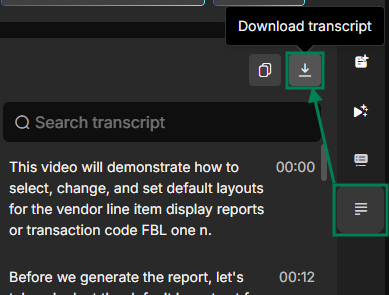 Download transcript
Search transcript
This video will demonstrate how to 00:00
select, change, and set default layouts
for the vendor line item display reports
or transaction code FBL one n.
Before we generate the report, let's 00:12